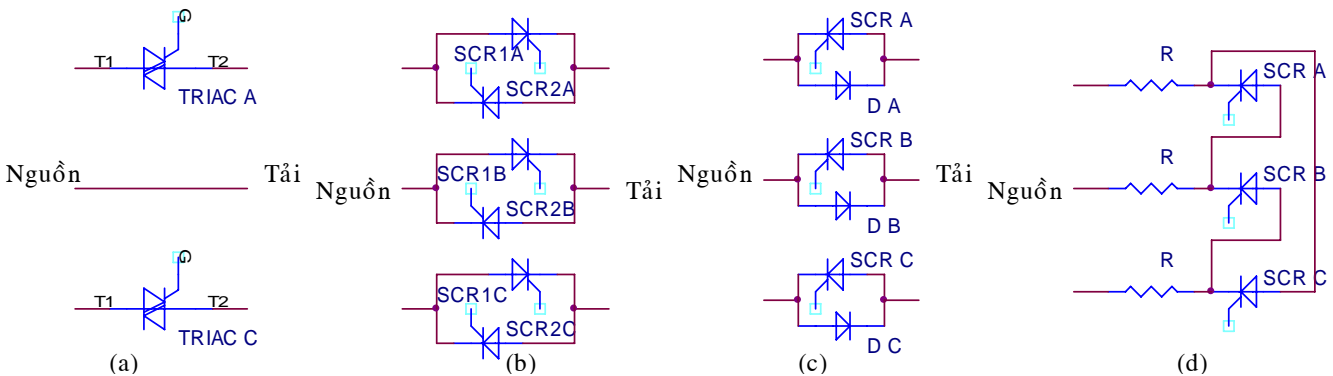 G
T1
T2
TRIAC A
Nguồn
Tải
G
T1
T2
TRIAC C
(a)
SCR1A
SCR2A
Nguồn
SCR1B
SCR2B
Tải
SCR1C
SCR2C
(b)
SCR A
D A
Nguồn
SCR B
D B
Tải
SCR C
D C
(c)
R
SCR A
Nguồn
R
SCR B
R
SCR C
(d)